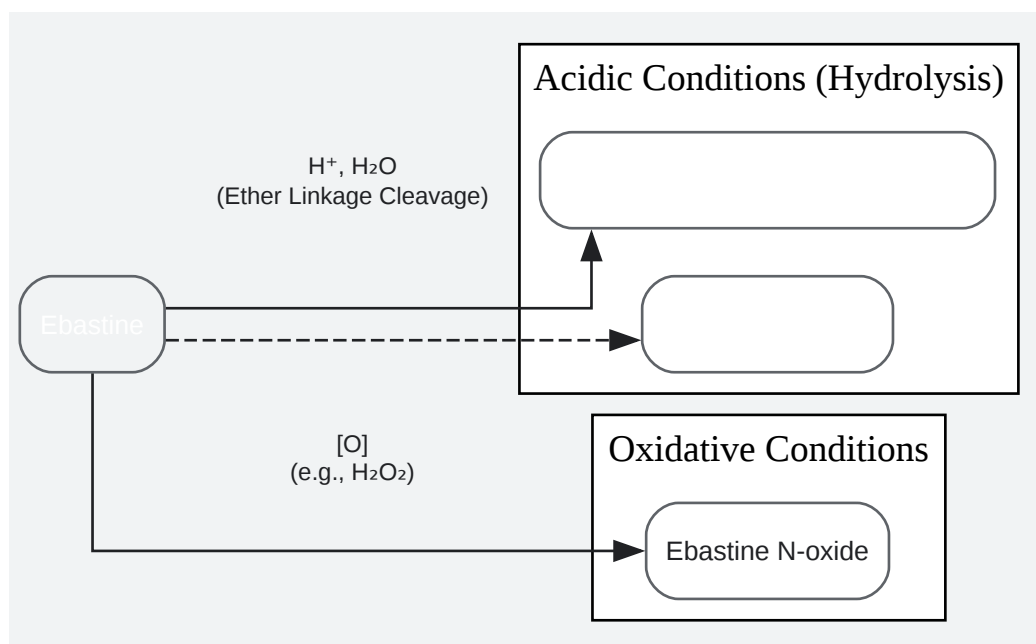 Acidic Conditions (Hydrolysis)
H⁺, H₂O
(Ether Linkage Cleavage)
Ebastine
[O]
(e.g., H₂O₂)
Oxidative Conditions
Ebastine N-oxide